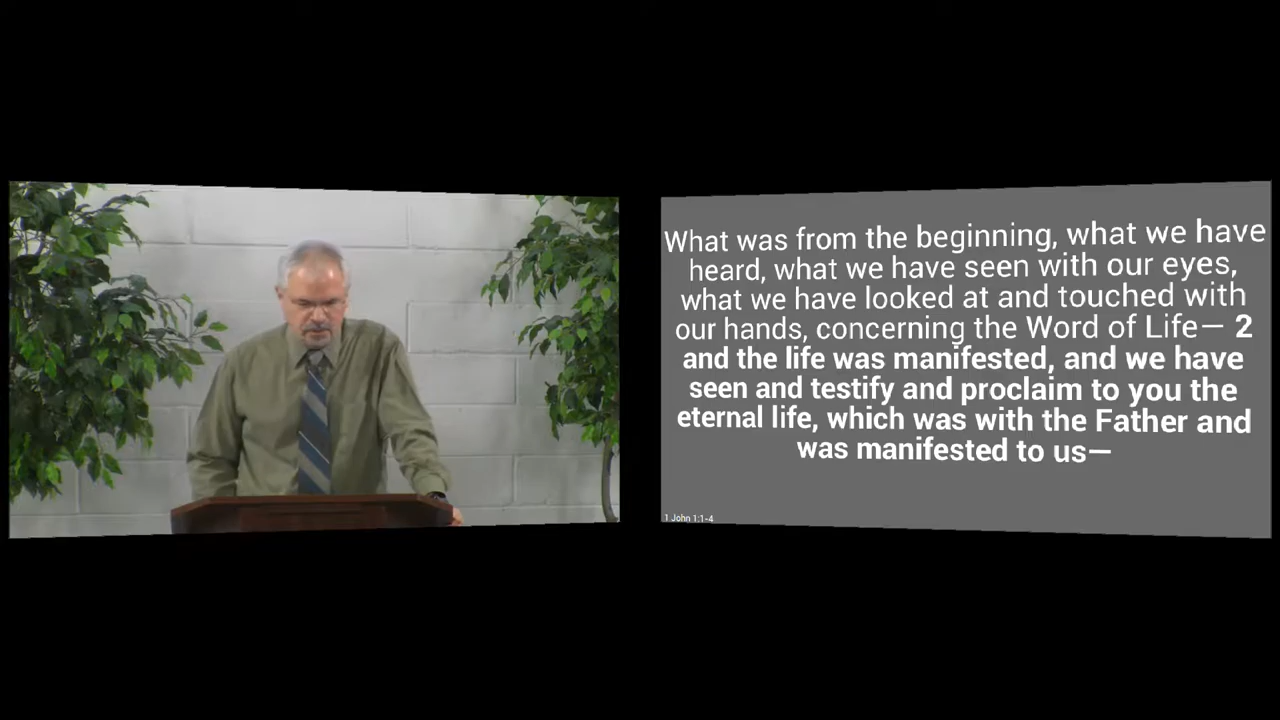 What was from the beginning, what we have
heard, what we have seen with our eyes,
what we have looked at and touched with
our hands, concerning the Word of Life— 2
and the life was manifested, and we have
seen and testify and proclaim to you the
eternal life, which was with the Father and
was manifested to us—
1 John 1:1-4